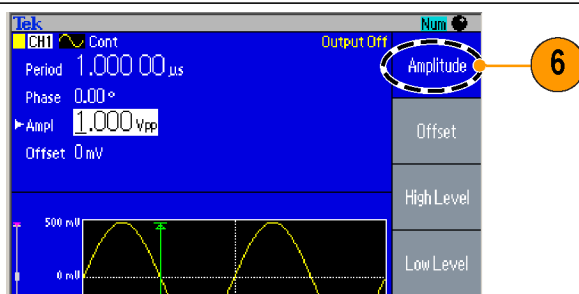 Tek
Num
CH1 Cont Output Off
Period 1.000 00 µs
Phase 0.00 °
Ampl 1.000 Vpp
Offset 0 mV
Amplitude
6
Offset
High Level
Low Level
500 mV
0 mV